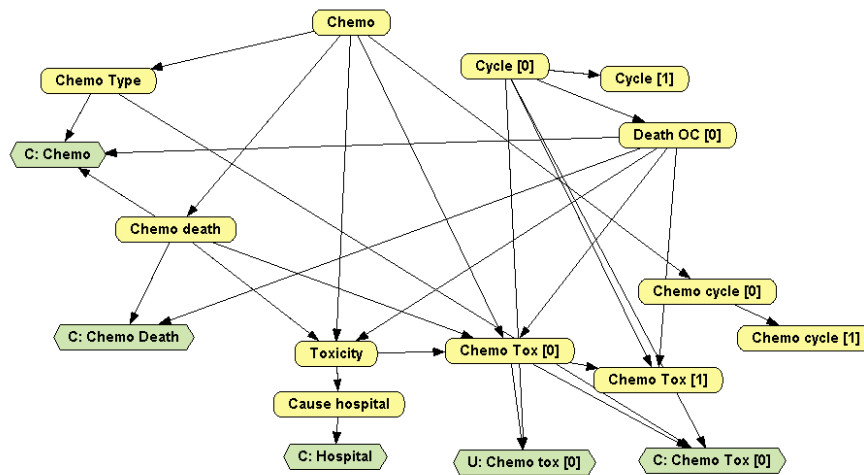 Chemo
Cycle [0]
Cycle [1]
Chemo Type
Death OC [0]
C: Chemo
Chemo death
Chemo cycle [0]
C: Chemo Death
Chemo cycle [1]
Toxicity
Chemo Tox [0]
Chemo Tox [1]
Cause hospital
C: Hospital
U: Chemo tox [0]
C: Chemo Tox [0]